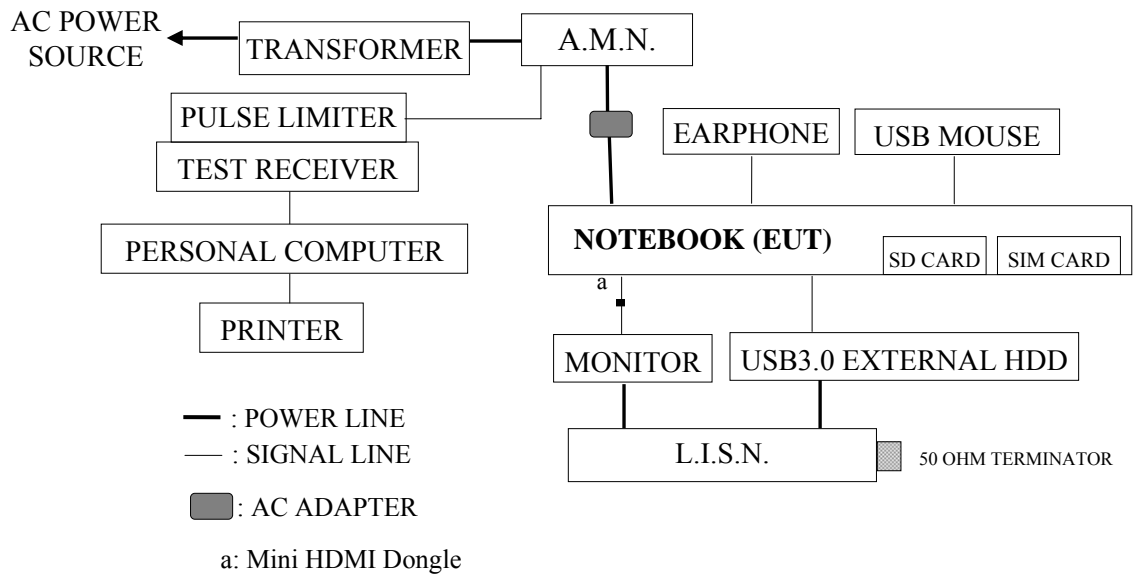 AC POWER
SOURCE
TRANSFORMER
A.M.N.
PULSE LIMITER
TEST RECEIVER
PERSONAL COMPUTER
PRINTER
EARPHONE
USB MOUSE
NOTEBOOK (EUT)
SD CARD
SIM CARD
a
MONITOR
USB3.0 EXTERNAL HDD
L.I.S.N.
50 OHM TERMINATOR
: POWER LINE
: SIGNAL LINE
: AC ADAPTER
a: Mini HDMI Dongle